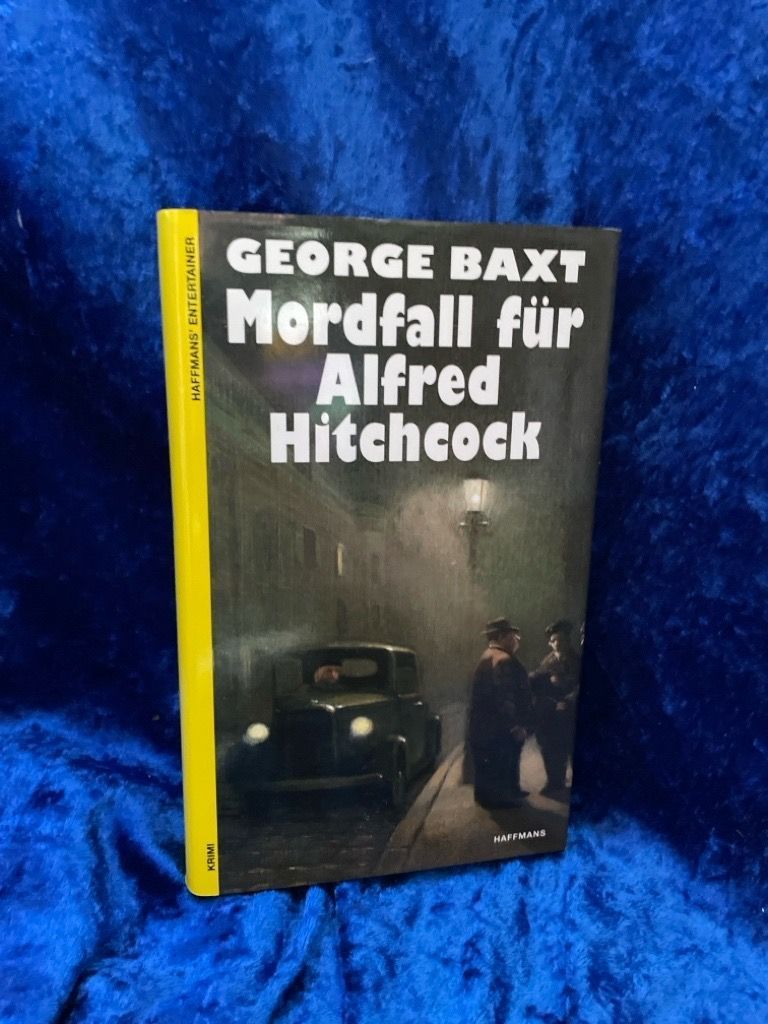 HAFFMANS' ENTERTAINER
KRIMI
GEORGE BAXT
Mordfall für
Alfred
Hitchcock
HAFFMANS